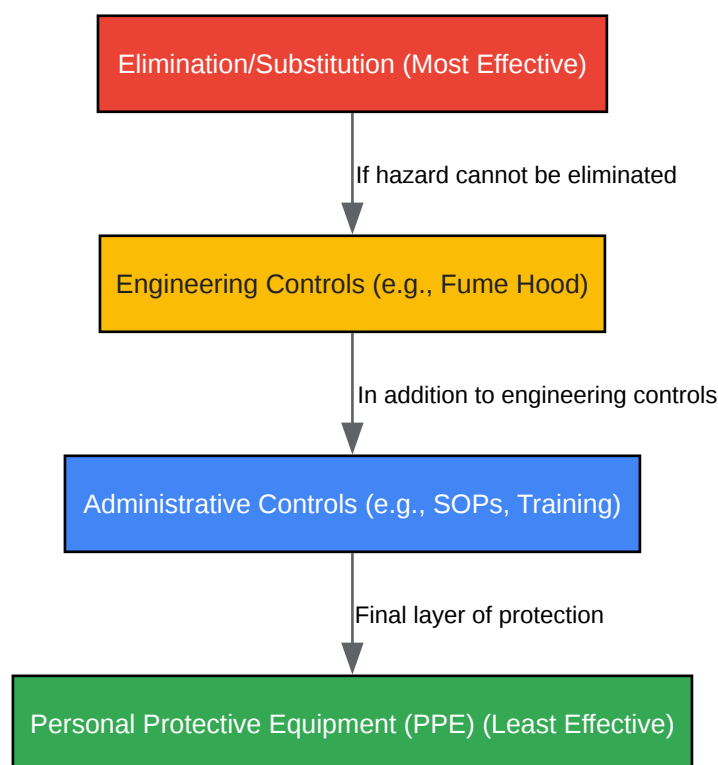 Elimination/Substitution (Most Effective)
If hazard cannot be eliminated
Engineering Controls (e.g., Fume Hood)
In addition to engineering controls
Administrative Controls (e.g., SOPs, Training)
Final layer of protection
Personal Protective Equipment (PPE) (Least Effective)